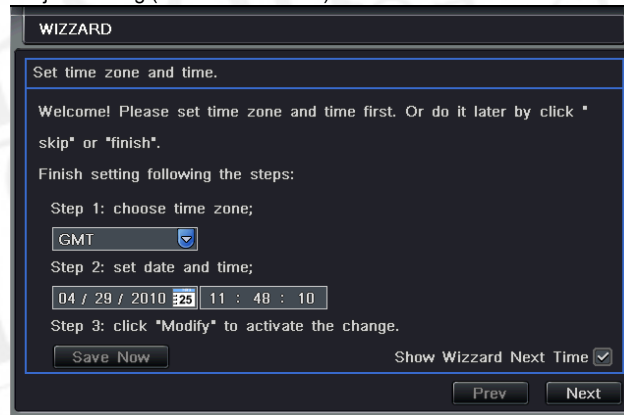 WIZZARD
Set time zone and time.
Welcome! Please set time zone and time first. Or do it later by click "
skip" or "finish".
Finish setting following the steps:
Step 1: choose time zone;
GMT
Step 2: set date and time;
04 / 29 / 2010 25 11 : 48 : 10
Step 3: click "Modify" to activate the change.
Save Now Show Wizzard Next Time
Prev Next